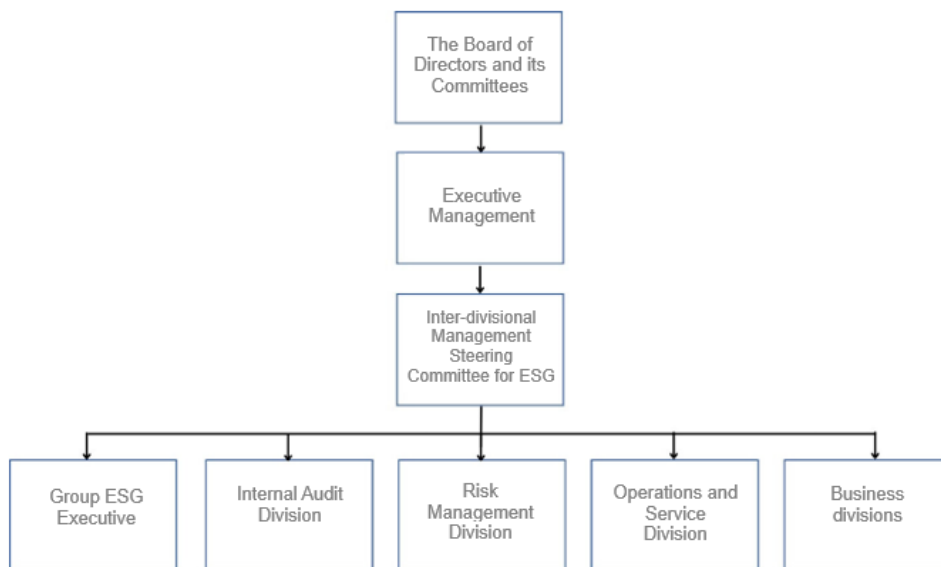 The Board of
Directors and its
Committees
Executive
Management
Inter-divisional
Management
Steering
Committee for ESG
Group ESG
Executive
Internal Audit
Division
Risk
Management
Division
Operations and
Service
Division
Business
divisions